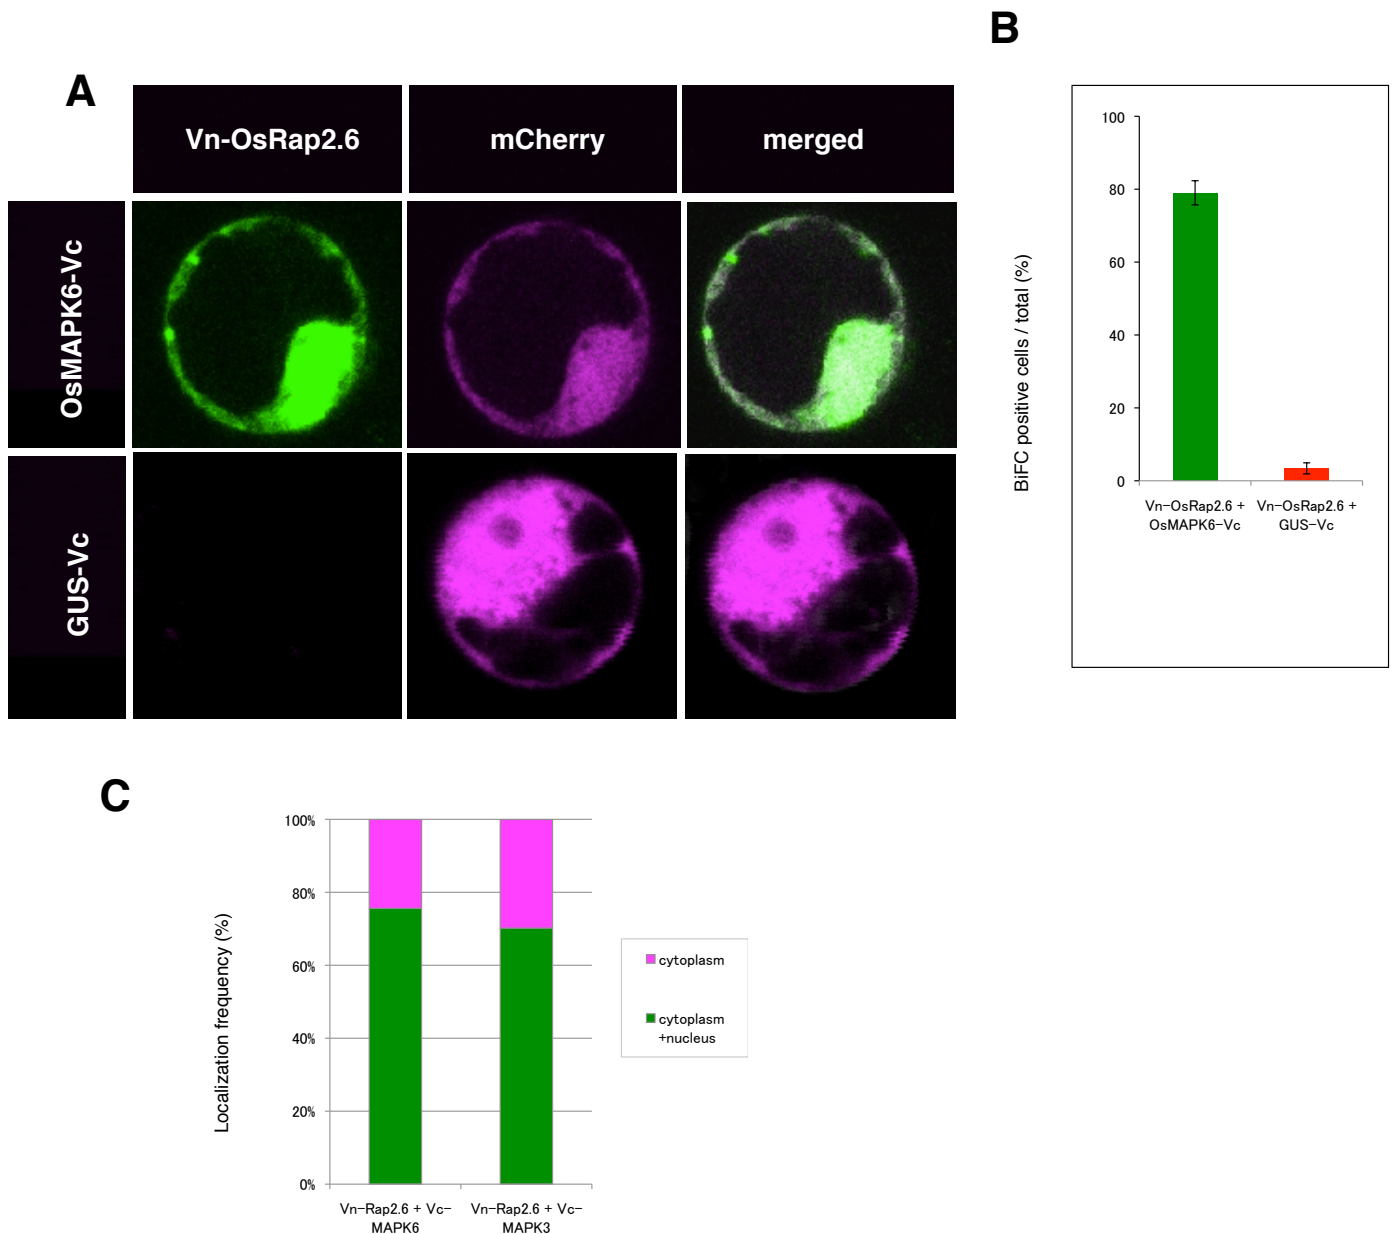 A
Vn-OsRap2.6
mCherry
merged
OsMAPK6-Vc
GUS-Vc
B
BiFC positive cells / total (%)
100
80
60
40
20
0
Vn-OsRap2.6 +
OsMAPK6-Vc
Vn-OsRap2.6 +
GUS-Vc
C
Localization frequency (%)
100%
80%
60%
40%
20%
0%
Vn-Rap2.6 + Vc-
MAPK6
Vn-Rap2.6 + Vc-
MAPK3
cytoplasm
cytoplasm
+nucleus